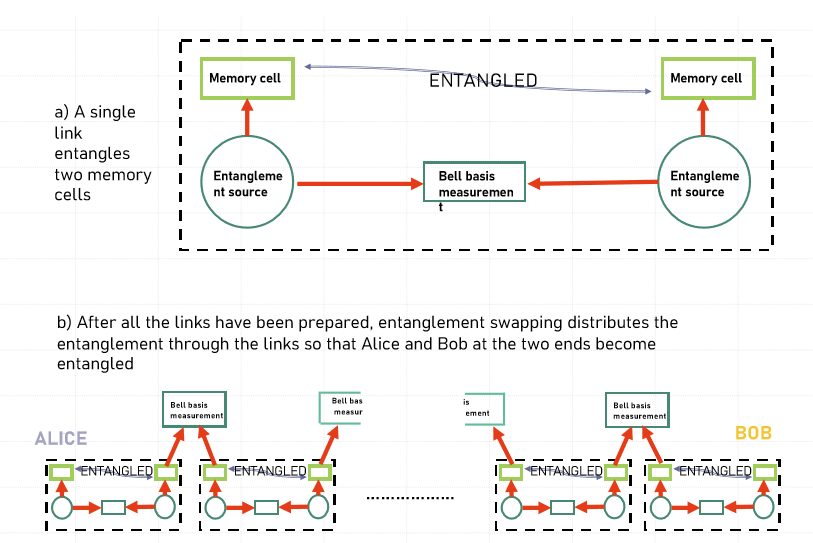 Memory cell
Memory cell
ENTANGLED
a) A single
link
entangles
two memory
cells
Entangleme
nt source
Bell basis
measuremen
t
Entangleme
nt source
b) After all the links have been prepared, entanglement swapping distributes the
entanglement through the links so that Alice and Bob at the two ends become
entangled
Bell basis
measurement
Bell bas
measur
is
ement
Bell basis
measurement
ALICE
BOB
ENTANGLED
ENTANGLED
ENTANGLED
ENTANGLED